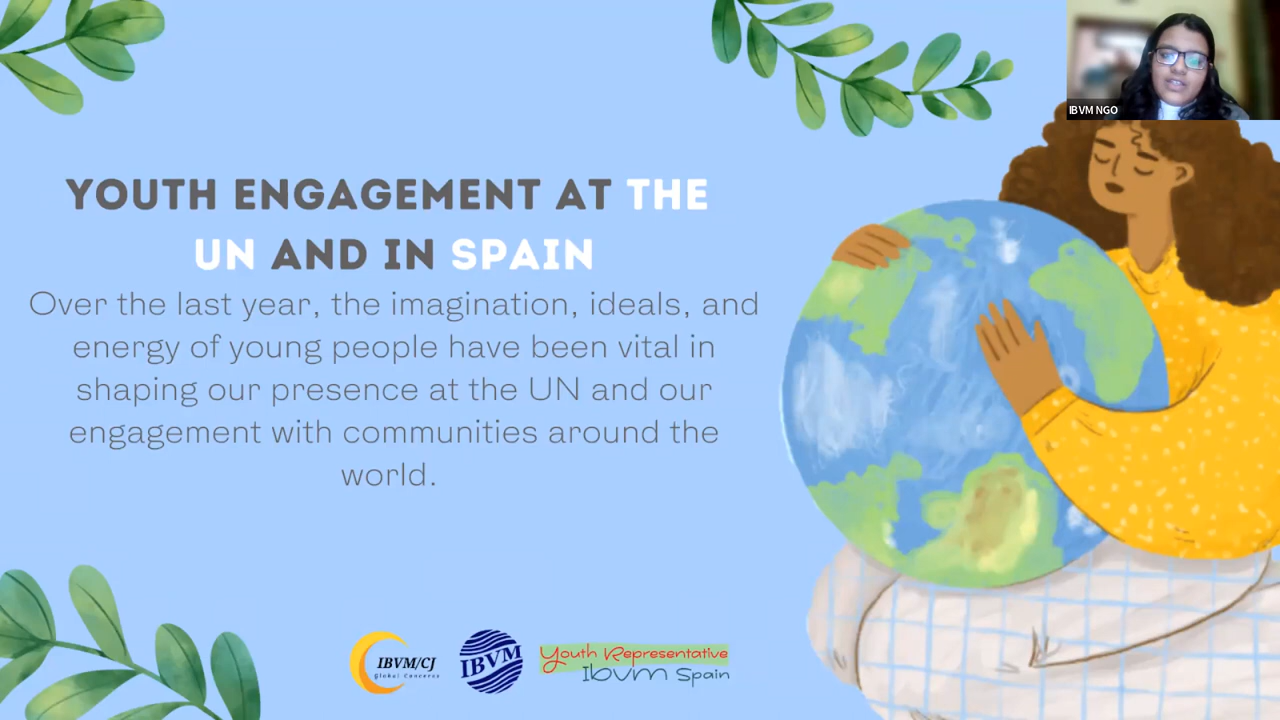 IBVM NGO
YOUTH ENGAGEMENT AT THE
UN AND IN SPAIN
Over the last year, the imagination, ideals, and
energy of young people have been vital in
shaping our presence at the UN and our
engagement with communities around the
world.
IBVM/CJ
Global Concerns
IBVM
Youth Representative
Ibvm Spain